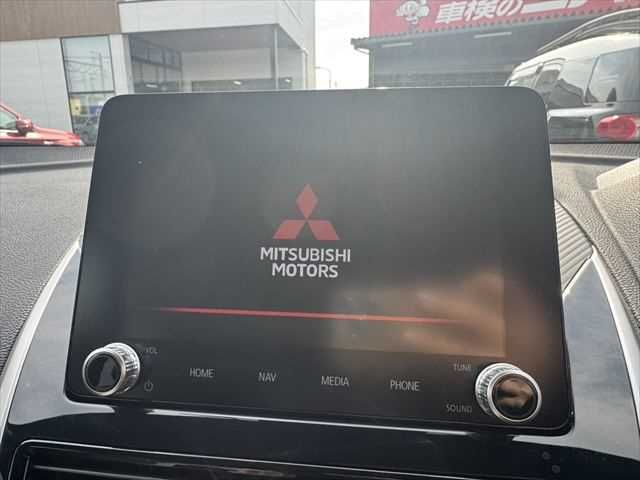 車検の
MITSUBISHI
MOTORS
VOL
HOME
NAV
MEDIA
PHONE
TUNE
SOUND